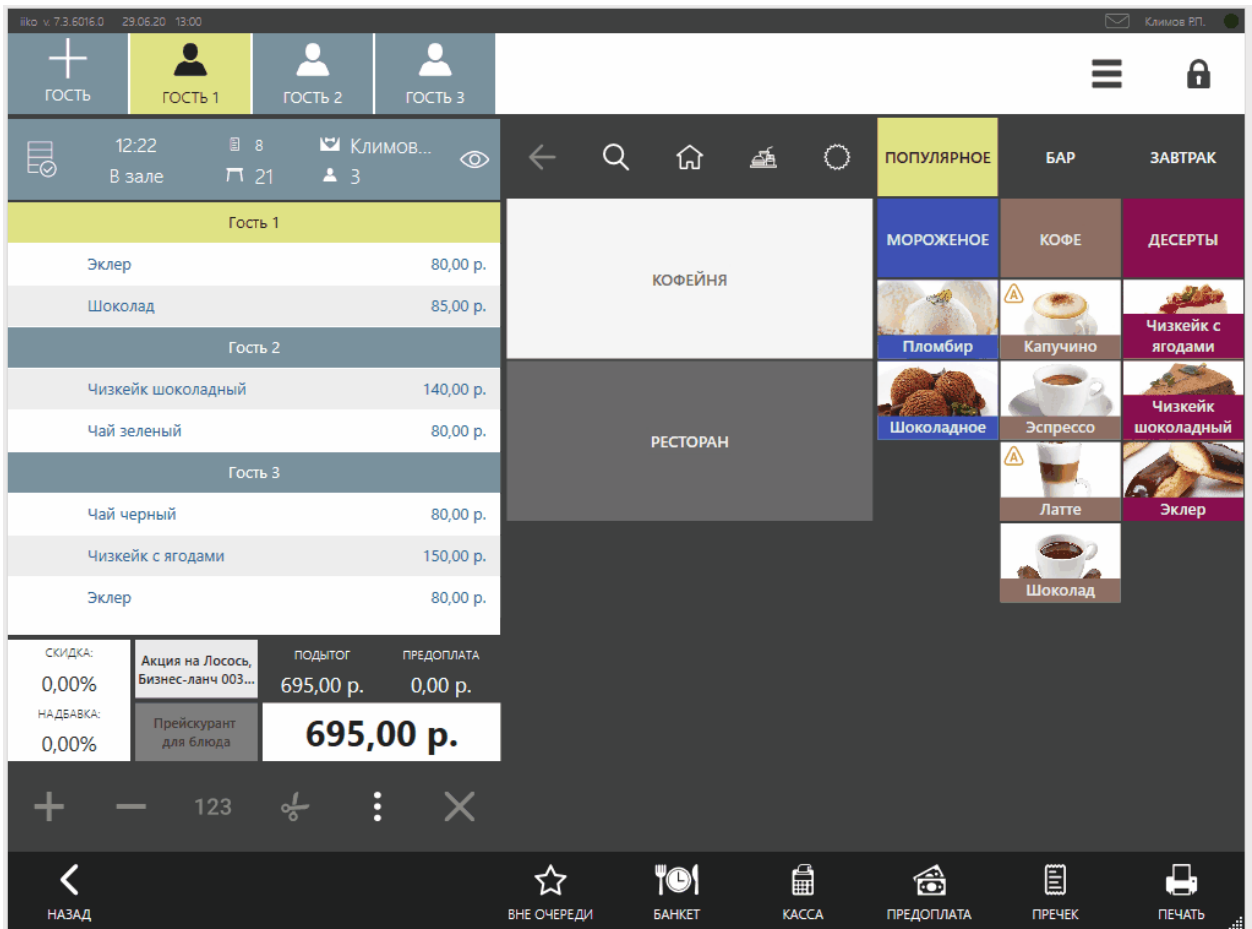 iiko v. 7.3.6016.0 29.06.20 13:00 Климов Р.П.
ГОСТЬ ГОСТЬ 1 ГОСТЬ 2 ГОСТЬ 3
12:22 8 Климов...
В зале 21 3
ПОПУЛЯРНОЕ БАР ЗАВТРАК
Гость 1
Эклер 80,00 р.
Шоколад 85,00 р.
Гость 2
Чизкейк шоколадный 140,00 р.
Чай зеленый 80,00 р.
Гость 3
Чай черный 80,00 р.
Чизкейк с ягодами 150,00 р.
Эклер 80,00 р.
КОФЕЙНЯ
РЕСТОРАН
МОРОЖЕНОЕ КОФЕ ДЕСЕРТЫ
Пломбир
A
Капучино
Чизкейк с
ягодами
Шоколадное
Эспрессо
Чизкейк
шоколадный
A
Латте
Эклер
Шоколад
СКИДКА:
0,00%
НАДБАВКА:
0,00%
Акция на Лосось,
Бизнес-ланч 003...
Прейскурант
для блюда
ПОДЫТОГ ПРЕДОПЛАТА
695,00 р. 0,00 р.
695,00 р.
123
НАЗАД ВНЕ ОЧЕРЕДИ БАНКЕТ КАССА ПРЕДОПЛАТА ПРЕЧЕК ПЕЧАТЬ